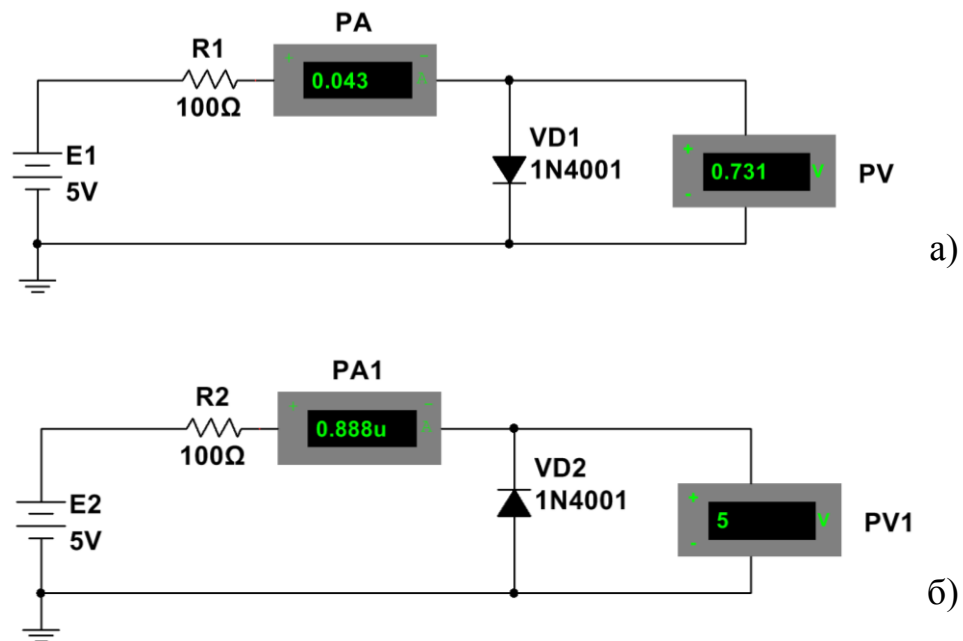 PA
R1
+ −
0.043 A
100Ω
E1
5V
VD1
1N4001
+
0.731 V
-
PV
а)
PA1
R2
+ −
0.888u A
100Ω
E2
5V
VD2
1N4001
+
5 V
-
PV1
б)